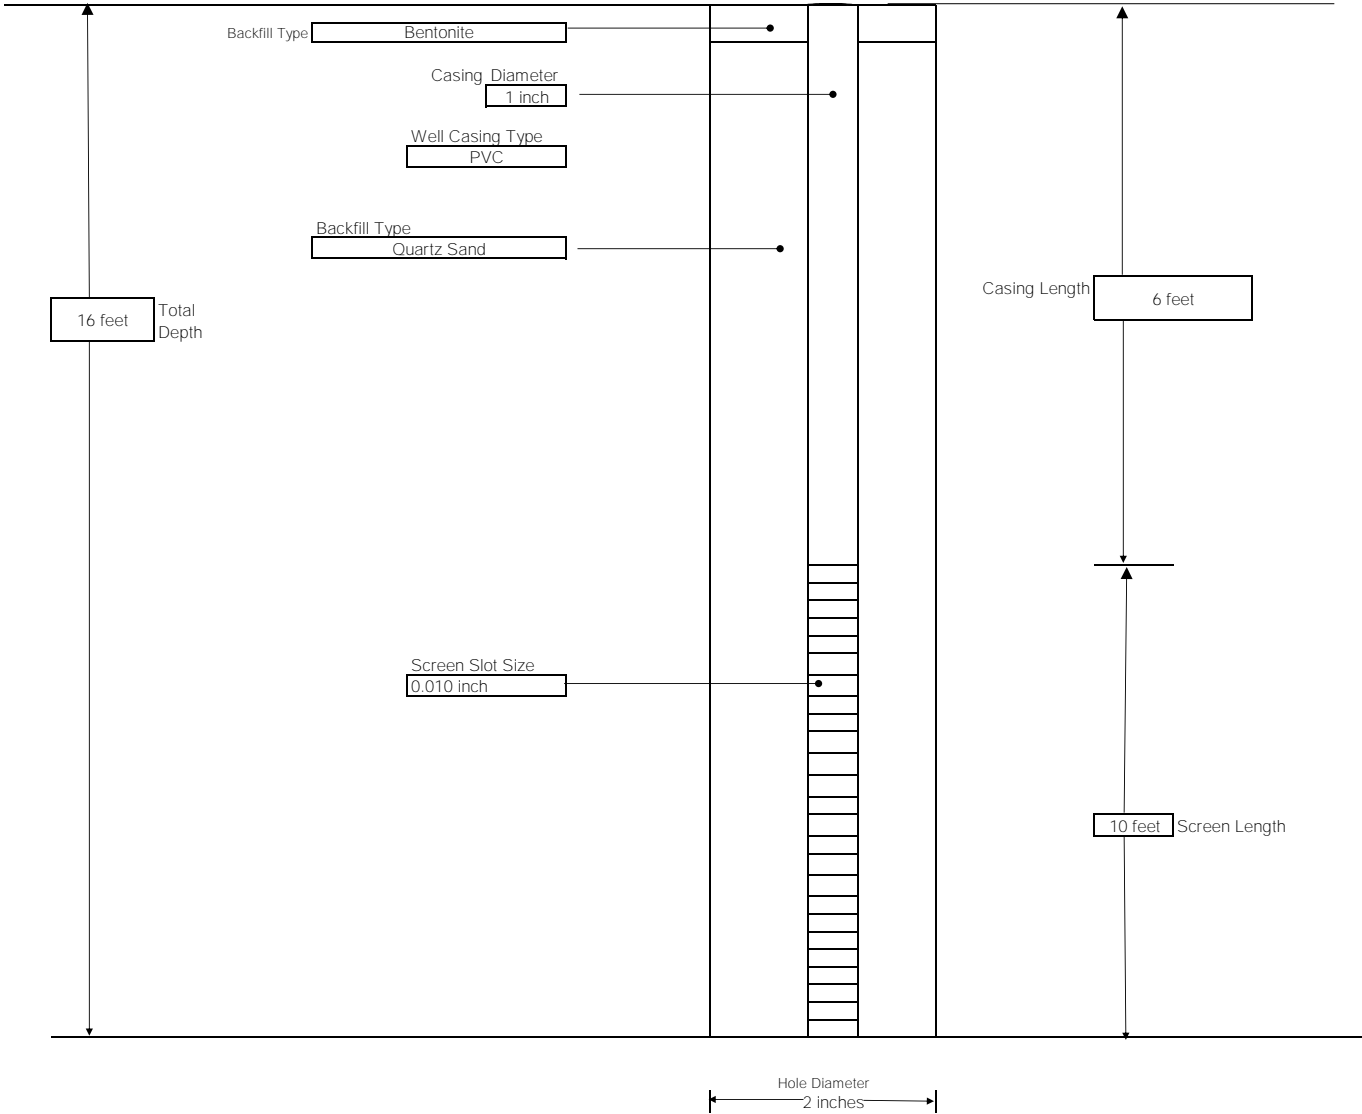 Backfill Type
Bentonite
Casing Diameter
1 inch
Well Casing Type
PVC
Backfill Type
Quartz Sand
Casing Length
6 feet
16 feet
Total
Depth
Screen Slot Size
0.010 inch
10 feet
Screen Length
Hole Diameter
2 inches